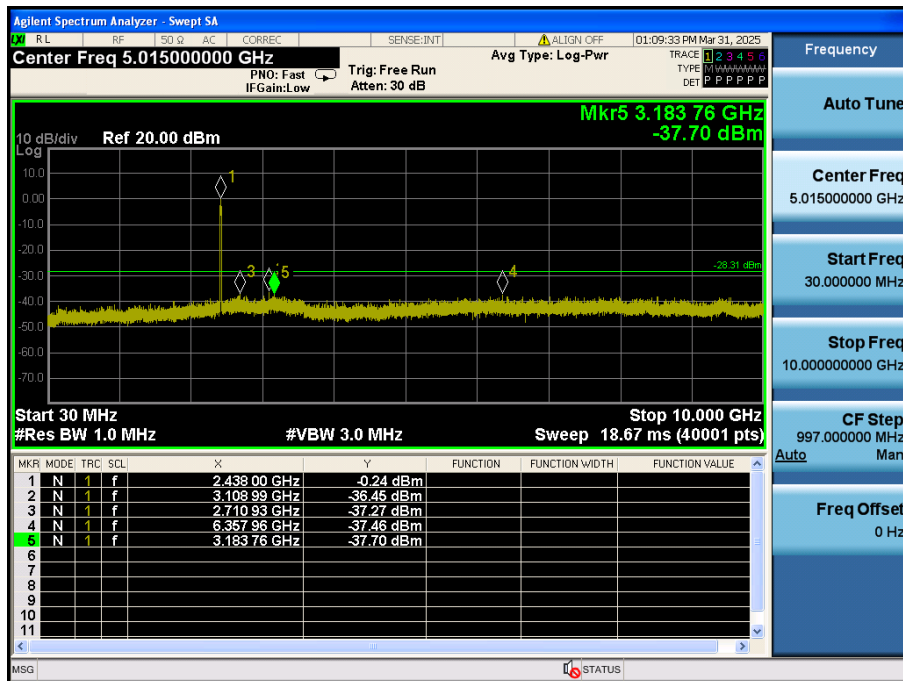 Agilent Spectrum Analyzer - Swept SA
LXI RL RF 50 Ω AC CORREC SENSE:INT ALIGN OFF 01:09:33 PM Mar 31, 2025
Center Freq 5.015000000 GHz
PNO: Fast
IFGain:Low
Trig: Free Run
Atten: 30 dB
Avg Type: Log-Pwr
TRACE 1 2 3 4 5 6
TYPE MWWWWW
DET P P P P P P
Mkr5 3.183 76 GHz
-37.70 dBm
10 dB/div Ref 20.00 dBm
Log
10.0
0.00
-10.0
-20.0
-30.0
-40.0
-50.0
-60.0
-70.0
1
3
5
4
-28.31 dBm
Start 30 MHz Stop 10.000 GHz
#Res BW 1.0 MHz #VBW 3.0 MHz Sweep 18.67 ms (40001 pts)
MKR MODE TRC SCL X Y FUNCTION FUNCTION WIDTH FUNCTION VALUE
1 N 1 f 2.438 00 GHz -0.24 dBm
2 N 1 f 3.108 99 GHz -36.45 dBm
3 N 1 f 2.710 93 GHz -37.27 dBm
4 N 1 f 6.357 96 GHz -37.46 dBm
5 N 1 f 3.183 76 GHz -37.70 dBm
6
7
8
9
10
11
MSG STATUS
Frequency
Auto Tune
Center Freq
5.015000000 GHz
Start Freq
30.000000 MHz
Stop Freq
10.000000000 GHz
CF Step
997.000000 MHz
Auto Man
Freq Offset
0 Hz